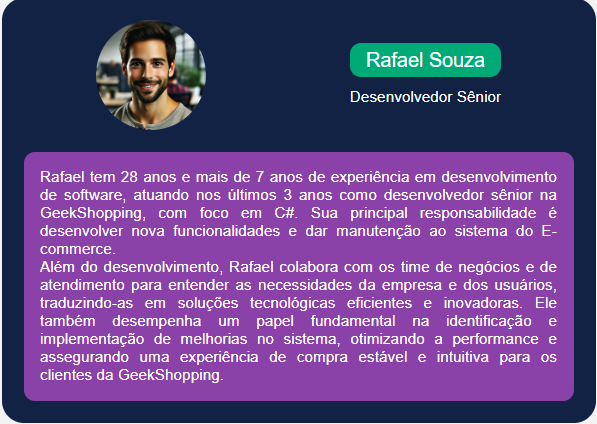 Rafael Souza
Desenvolvedor Sênior
Rafael tem 28 anos e mais de 7 anos de experiência em desenvolvimento
de software, atuando nos últimos 3 anos como desenvolvedor sênior na
GeekShopping, com foco em C#. Sua principal responsabilidade é
desenvolver nova funcionalidades e dar manutenção ao sistema do E-
commerce.
Além do desenvolvimento, Rafael colabora com os time de negócios e de
atendimento para entender as necessidades da empresa e dos usuários,
traduzindo-as em soluções tecnológicas eficientes e inovadoras. Ele
também desempenha um papel fundamental na identificação e
implementação de melhorias no sistema, otimizando a performance e
assegurando uma experiência de compra estável e intuitiva para os
clientes da GeekShopping.